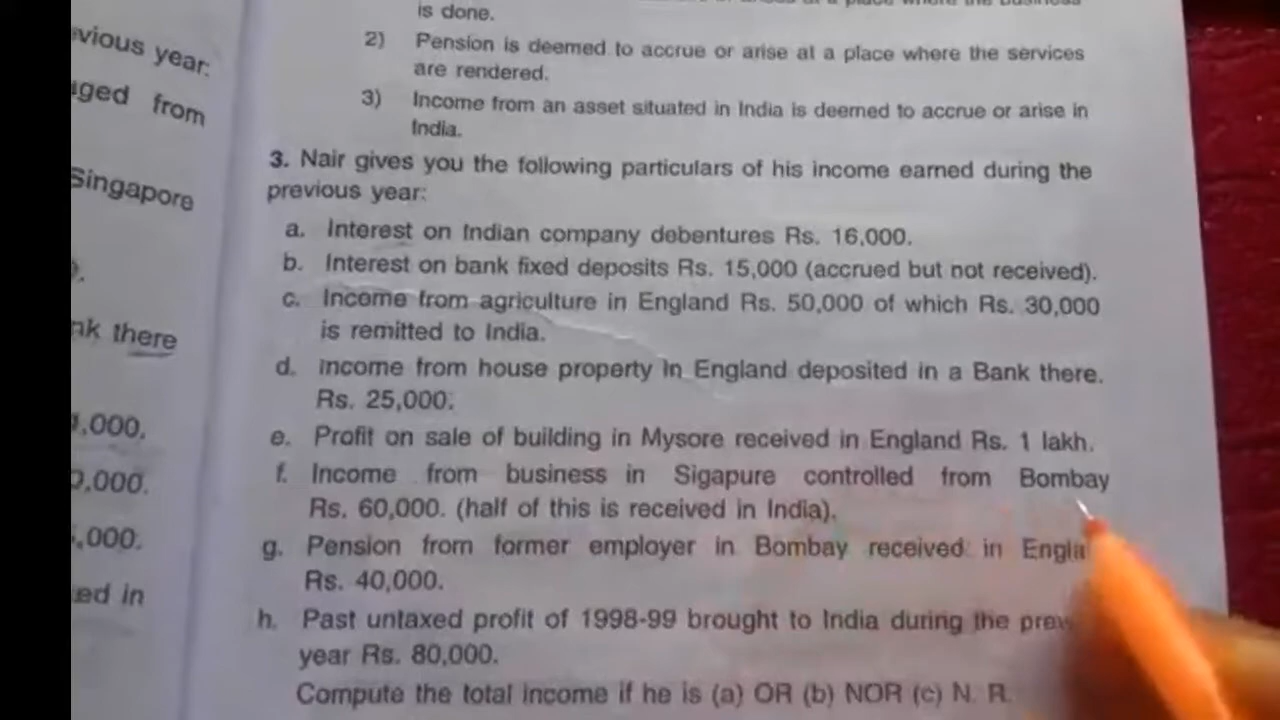 is done.
2) Pension is deemed to accrue or arise at a place where the services
are rendered.
3) Income from an asset situated in India is deemed to accrue or arise in
India.
3. Nair gives you the following particulars of his income earned during the
previous year:
a. Interest on Indian company debentures Rs. 16,000.
b. Interest on bank fixed deposits Rs. 15,000 (accrued but not received).
c. Income from agriculture in England Rs. 50,000 of which Rs. 30,000
is remitted to India.
d. Income from house property in England deposited in a Bank there.
Rs. 25,000.
e. Profit on sale of building in Mysore received in England Rs. 1 lakh.
f. Income from business in Sigapure controlled from Bombay
Rs. 60,000. (half of this is received in India).
g. Pension from former employer in Bombay received in Engla
Rs. 40,000.
h. Past untaxed profit of 1998-99 brought to India during the prev
year Rs. 80,000.
Compute the total income if he is (a) OR (b) NOR (c) N. R.
vious year:
ged from
Singapore
nk there
,000.
0,000.
,000.
ed in